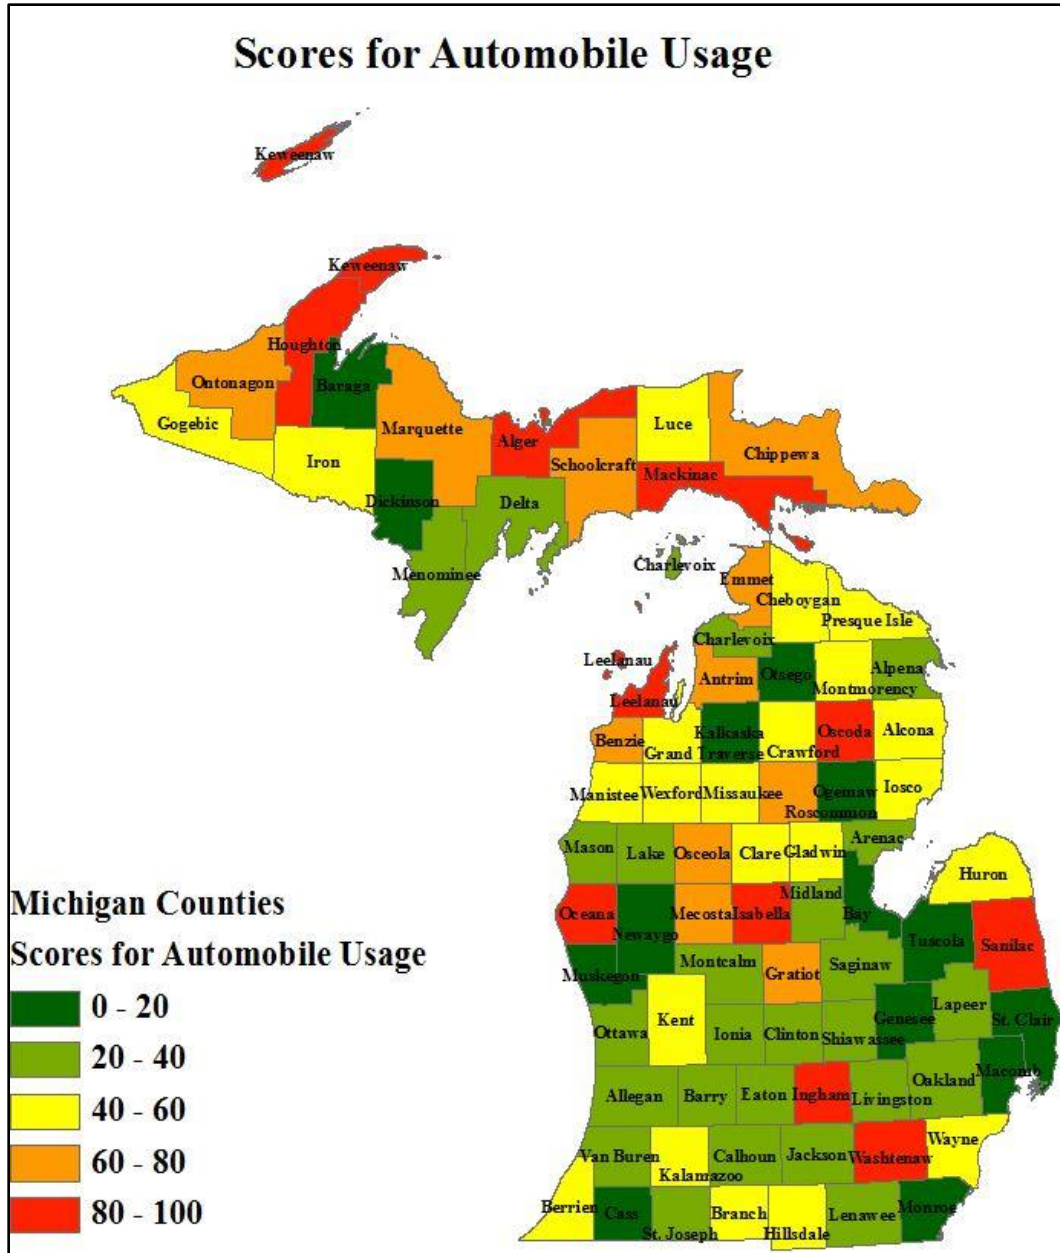 Scores for Automobile Usage
Keweenaw
Keweenaw
Houghton
Ontonagon
Baraga
Gogebic
Marquette
Luce
Alger
Chippewa
Iron
Schoolcraft
Mackinac
Dickinson
Delta
Charlevoix
Menominee
Emmet
Cheboygan
Presque Isle
Charlevoix
Leelanau
Alpena
Antrim
Otsego
Montmorency
Leelanau
Benzie
Grand Traverse
Kalkaska
Crawford
Oscoda
Alcona
Manistee
Wexford
Missaukee
Roscommon
Ogemaw
Iosco
Mason
Lake
Osceola
Clare
Gladwin
Arenac
Huron
Michigan Counties
Oceana
Newaygo
Mecosta
Isabella
Midland
Bay
Tuscola
Sanilac
Scores for Automobile Usage
Muskegon
Montcalm
Gratiot
Saginaw
0 - 20
Ottawa
Kent
Ionia
Clinton
Shiawassee
Genesee
Lapeer
St. Clair
20 - 40
Allegan
Barry
Eaton
Ingham
Livingston
Oakland
Macomb
40 - 60
Van Buren
Kalamazoo
Calhoun
Jackson
Washtenaw
Wayne
60 - 80
Berrien
Cass
St. Joseph
Branch
Hillsdale
Lenawee
Monroe
80 - 100